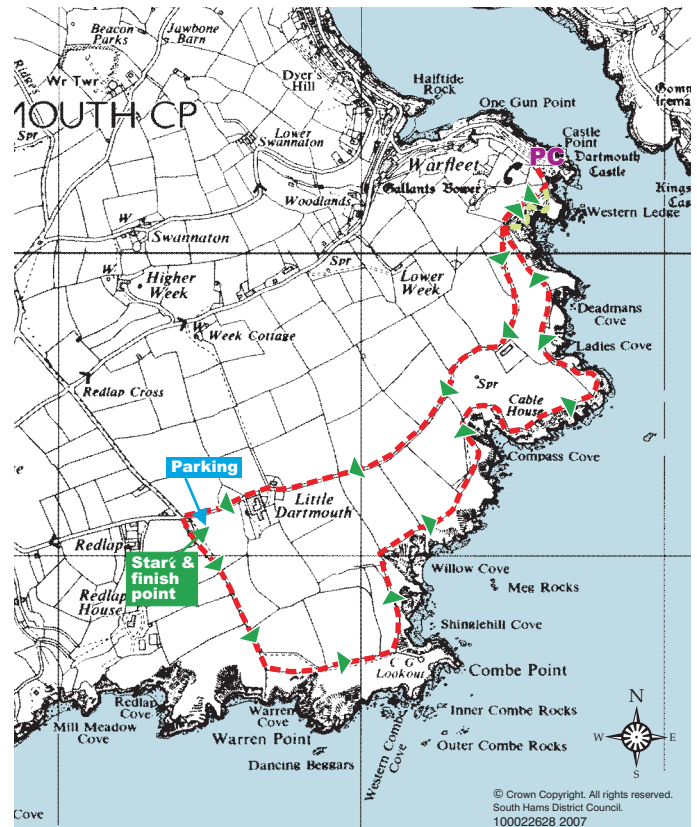 Beacon
Parks
Jawbone
Barn
Wr Twr
Ridges
Dyer's
Hill
Halftide
Rock
One Gun Point
MOUTH CP
Spr
Lower
Swannaton
Castle
Point
PC
Dartmouth
Castle
Warfleet
Gallants Bower
Kings
Cas
Woodlands
Western Ledge
W
Swannaton
Spr
W
Higher
Week
Lower
Week
Deadmans
Cove
W
Week Cottage
Ladies Cove
Redlap Cross
Spr
Cable
House
Compass Cove
Parking
Little
Dartmouth
Redlap
Start &
finish
point
Willow Cove
Redlap
House
Meg Rocks
Shinglehill Cove
C G
Lookout
Combe Point
Redlap
Cove
Mill Meadow
Cove
Warren
Cove
Warren Point
Western Combe
Cove
Inner Combe Rocks
Outer Combe Rocks
Dancing Beggars
N
W
E
S
Cove
© Crown Copyright. All rights reserved.
South Hams District Council.
100022628 2007